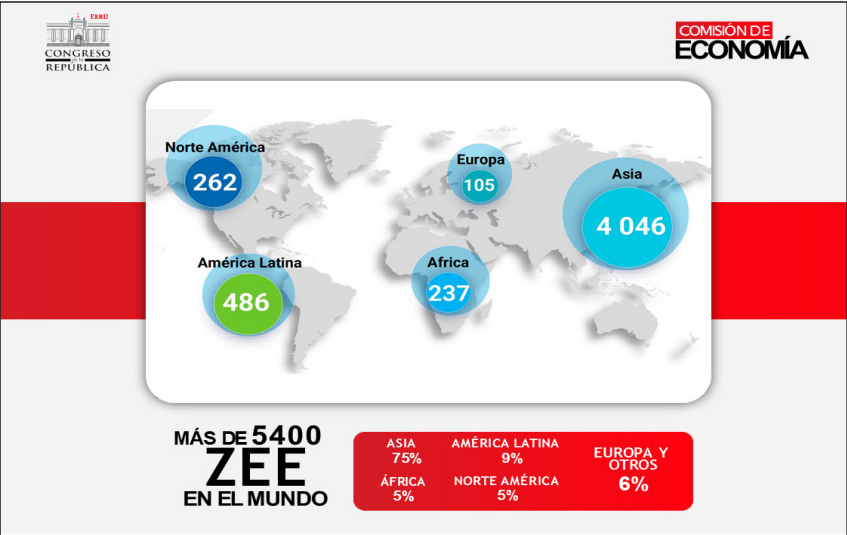 PERÚ
CONGRESO
de la
REPÚBLICA
COMISIÓN DE
ECONOMÍA
Norte América
262
Europa
105
Asia
4 046
América Latina
486
Africa
237
MÁS DE 5400
ZEE
EN EL MUNDO
ASIA
75%
AMÉRICA LATINA
9%
ÁFRICA
5%
NORTE AMÉRICA
5%
EUROPA Y
OTROS
6%